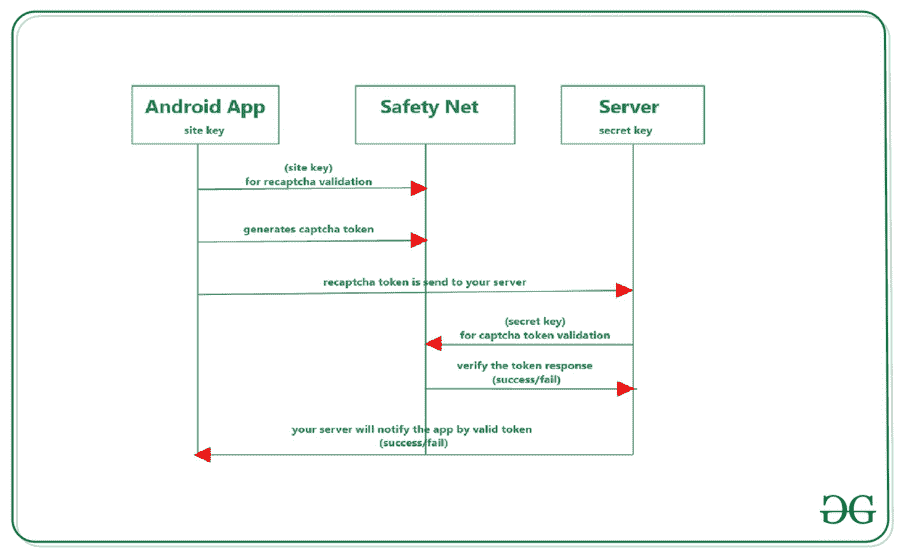 Android App
site key
Safety Net
Server
secret key
(site key)
for recaptcha validation
generates captcha token
recaptcha token is send to your server
(secret key)
for captcha token validation
verify the token response
(success/fail)
your server will notify the app by valid token
(success/fail)